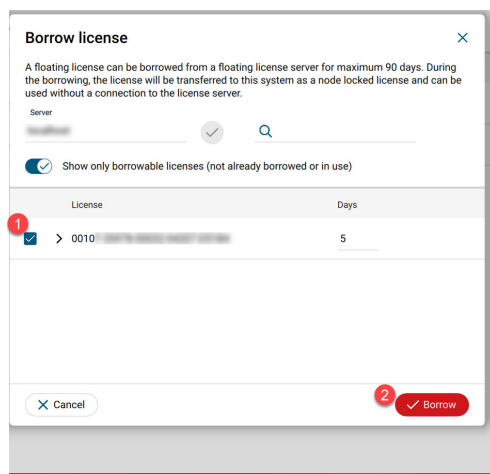 Borrow license
A floating license can be borrowed from a floating license server for maximum 90 days. During
the borrowing, the license will be transferred to this system as a node locked license and can be
used without a connection to the license server.
Server
Show only borrowable licenses (not already borrowed or in use)
License Days
1
0010 5
2
Cancel Borrow